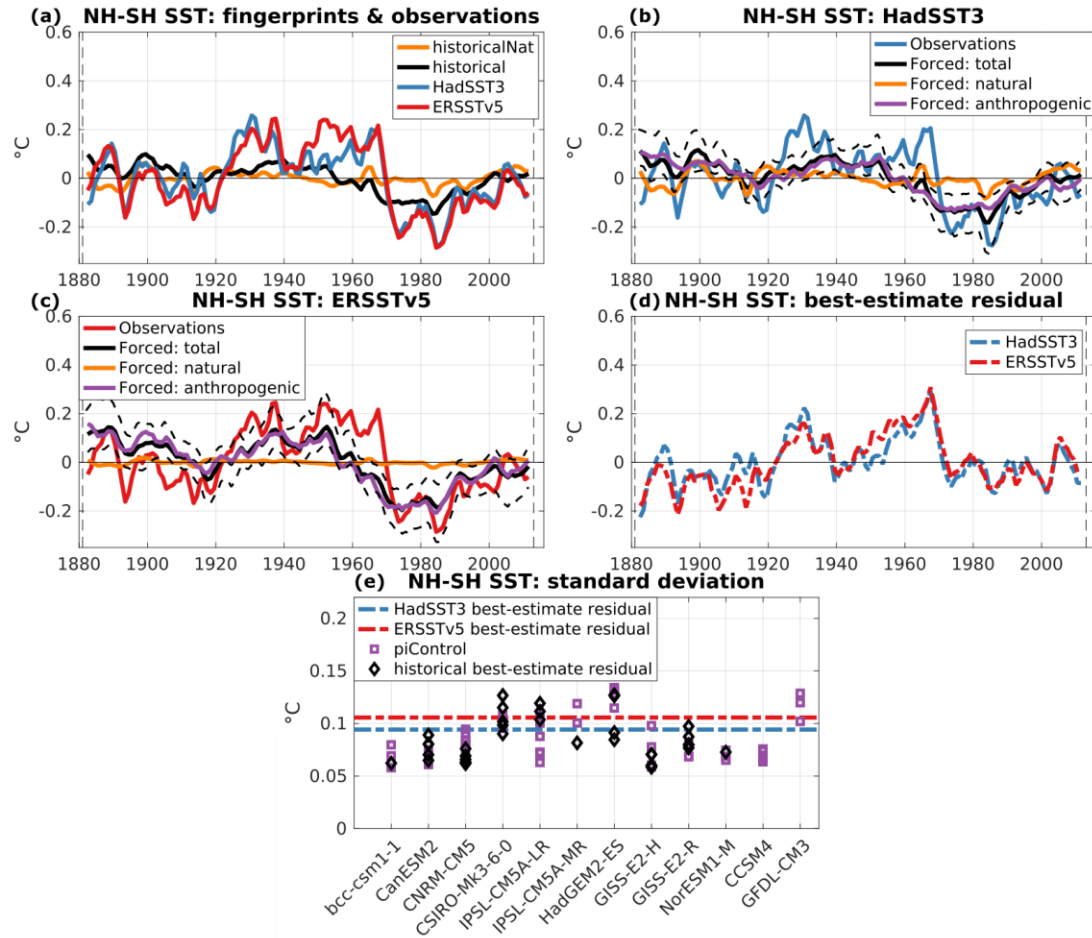 (a) NH-SH SST: fingerprints & observations
historicalNat
historical
HadSST3
ERSSTv5
°C
0.6
0.4
0.2
0
-0.2
1880 1900 1920 1940 1960 1980 2000
(b) NH-SH SST: HadSST3
Observations
Forced: total
Forced: natural
Forced: anthropogenic
°C
0.6
0.4
0.2
0
-0.2
1880 1900 1920 1940 1960 1980 2000
(c) NH-SH SST: ERSSTv5
Observations
Forced: total
Forced: natural
Forced: anthropogenic
°C
0.6
0.4
0.2
0
-0.2
1880 1900 1920 1940 1960 1980 2000
(d) NH-SH SST: best-estimate residual
HadSST3
ERSSTv5
°C
0.6
0.4
0.2
0
-0.2
1880 1900 1920 1940 1960 1980 2000
(e) NH-SH SST: standard deviation
HadSST3 best-estimate residual
ERSSTv5 best-estimate residual
piControl
historical best-estimate residual
°C
0.2
0.15
0.1
0.05
0
bcc-csm1-1
CanESM2
CNRM-CM5
CSIRO-Mk3-6-0
IPSL-CM5A-LR
IPSL-CM5A-MR
HadGEM2-ES
GISS-E2-H
GISS-E2-R
NorESM1-M
CCSM4
GFDL-CM3